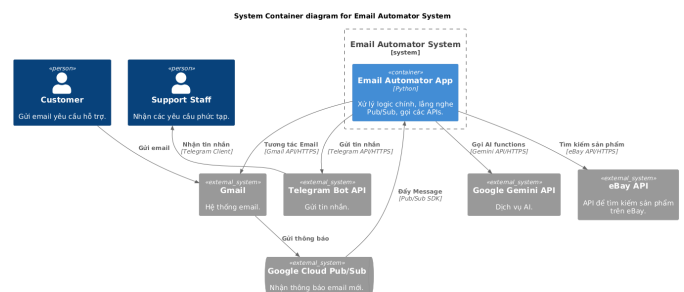 System Container diagram for Email Automator System
Email Automator System
[system]
«person»
Customer
Gửi email yêu cầu hỗ trợ.
«person»
Support Staff
Nhận các yêu cầu phức tạp.
«container»
Email Automator App
[Python]
Xử lý logic chính, lắng nghe
Pub/Sub, gọi các APIs.
Gửi email
Nhận tin nhắn
[Telegram Client]
Tương tác Email
[Gmail API/HTTPS]
Gửi tin nhắn
[Telegram API/HTTPS]
Gọi AI functions
[Gemini API/HTTPS]
Tìm kiếm sản phẩm
[eBay API/HTTPS]
«external_system»
Gmail
Hệ thống email.
«external_system»
Telegram Bot API
Gửi tin nhắn.
Đẩy Message
[Pub/Sub SDK]
«external_system»
Google Gemini API
Dịch vụ AI.
«external_system»
eBay API
API để tìm kiếm sản phẩm
trên eBay.
Gửi thông báo
«external_system»
Google Cloud Pub/Sub
Nhận thông báo email mới.